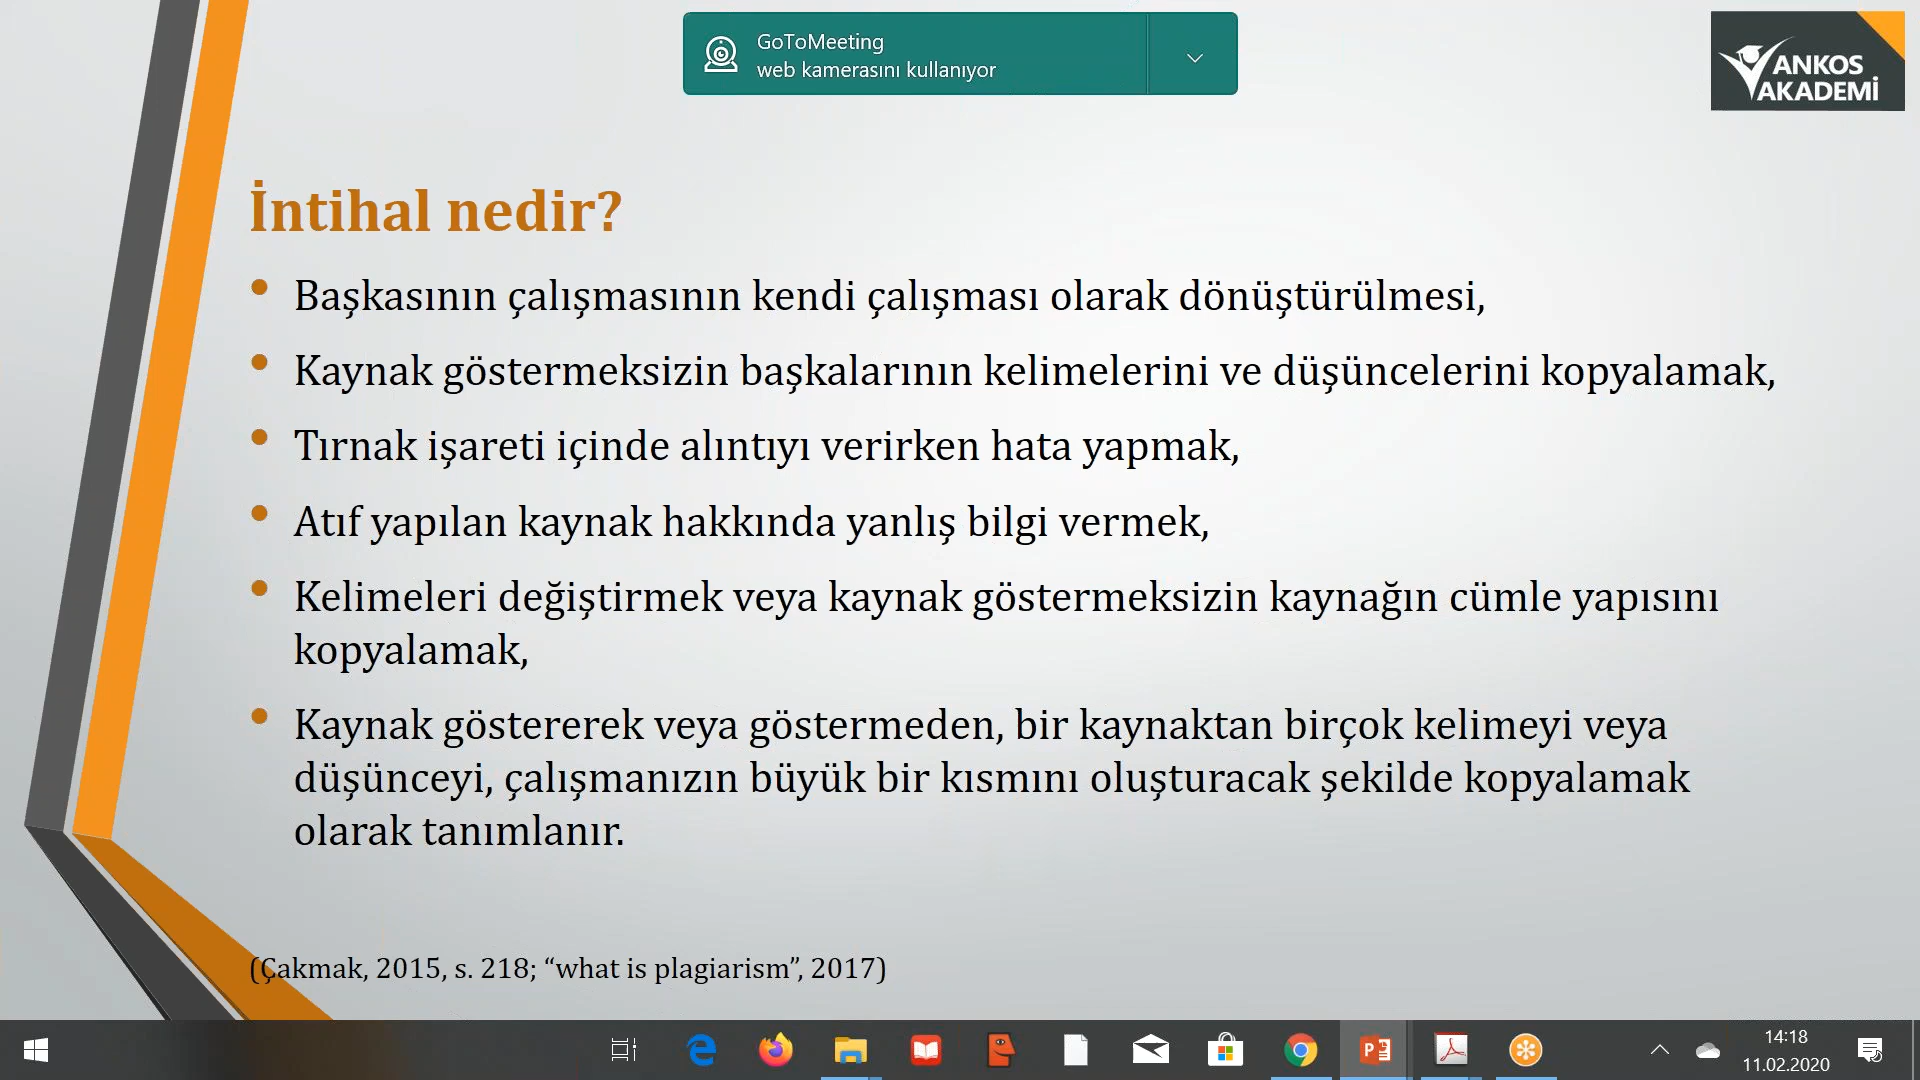 GoToMeeting
web kamerasını kullanıyor
ANKOS
AKADEMİ
İntihal nedir?
• Başkasının çalışmasının kendi çalışması olarak dönüştürülmesi,
• Kaynak göstermeksizin başkalarının kelimelerini ve düşüncelerini kopyalamak,
• Tırnak işareti içinde alıntıyı verirken hata yapmak,
• Atıf yapılan kaynak hakkında yanlış bilgi vermek,
• Kelimeleri değiştirmek veya kaynak göstermeksizin kaynağın cümle yapısını
kopyalamak,
• Kaynak göstererek veya göstermeden, bir kaynaktan birçok kelimeyi veya
düşünceyi, çalışmanızın büyük bir kısmını oluşturacak şekilde kopyalamak
olarak tanımlanır.
(Çakmak, 2015, s. 218; “what is plagiarism”, 2017)
14:18
11.02.2020